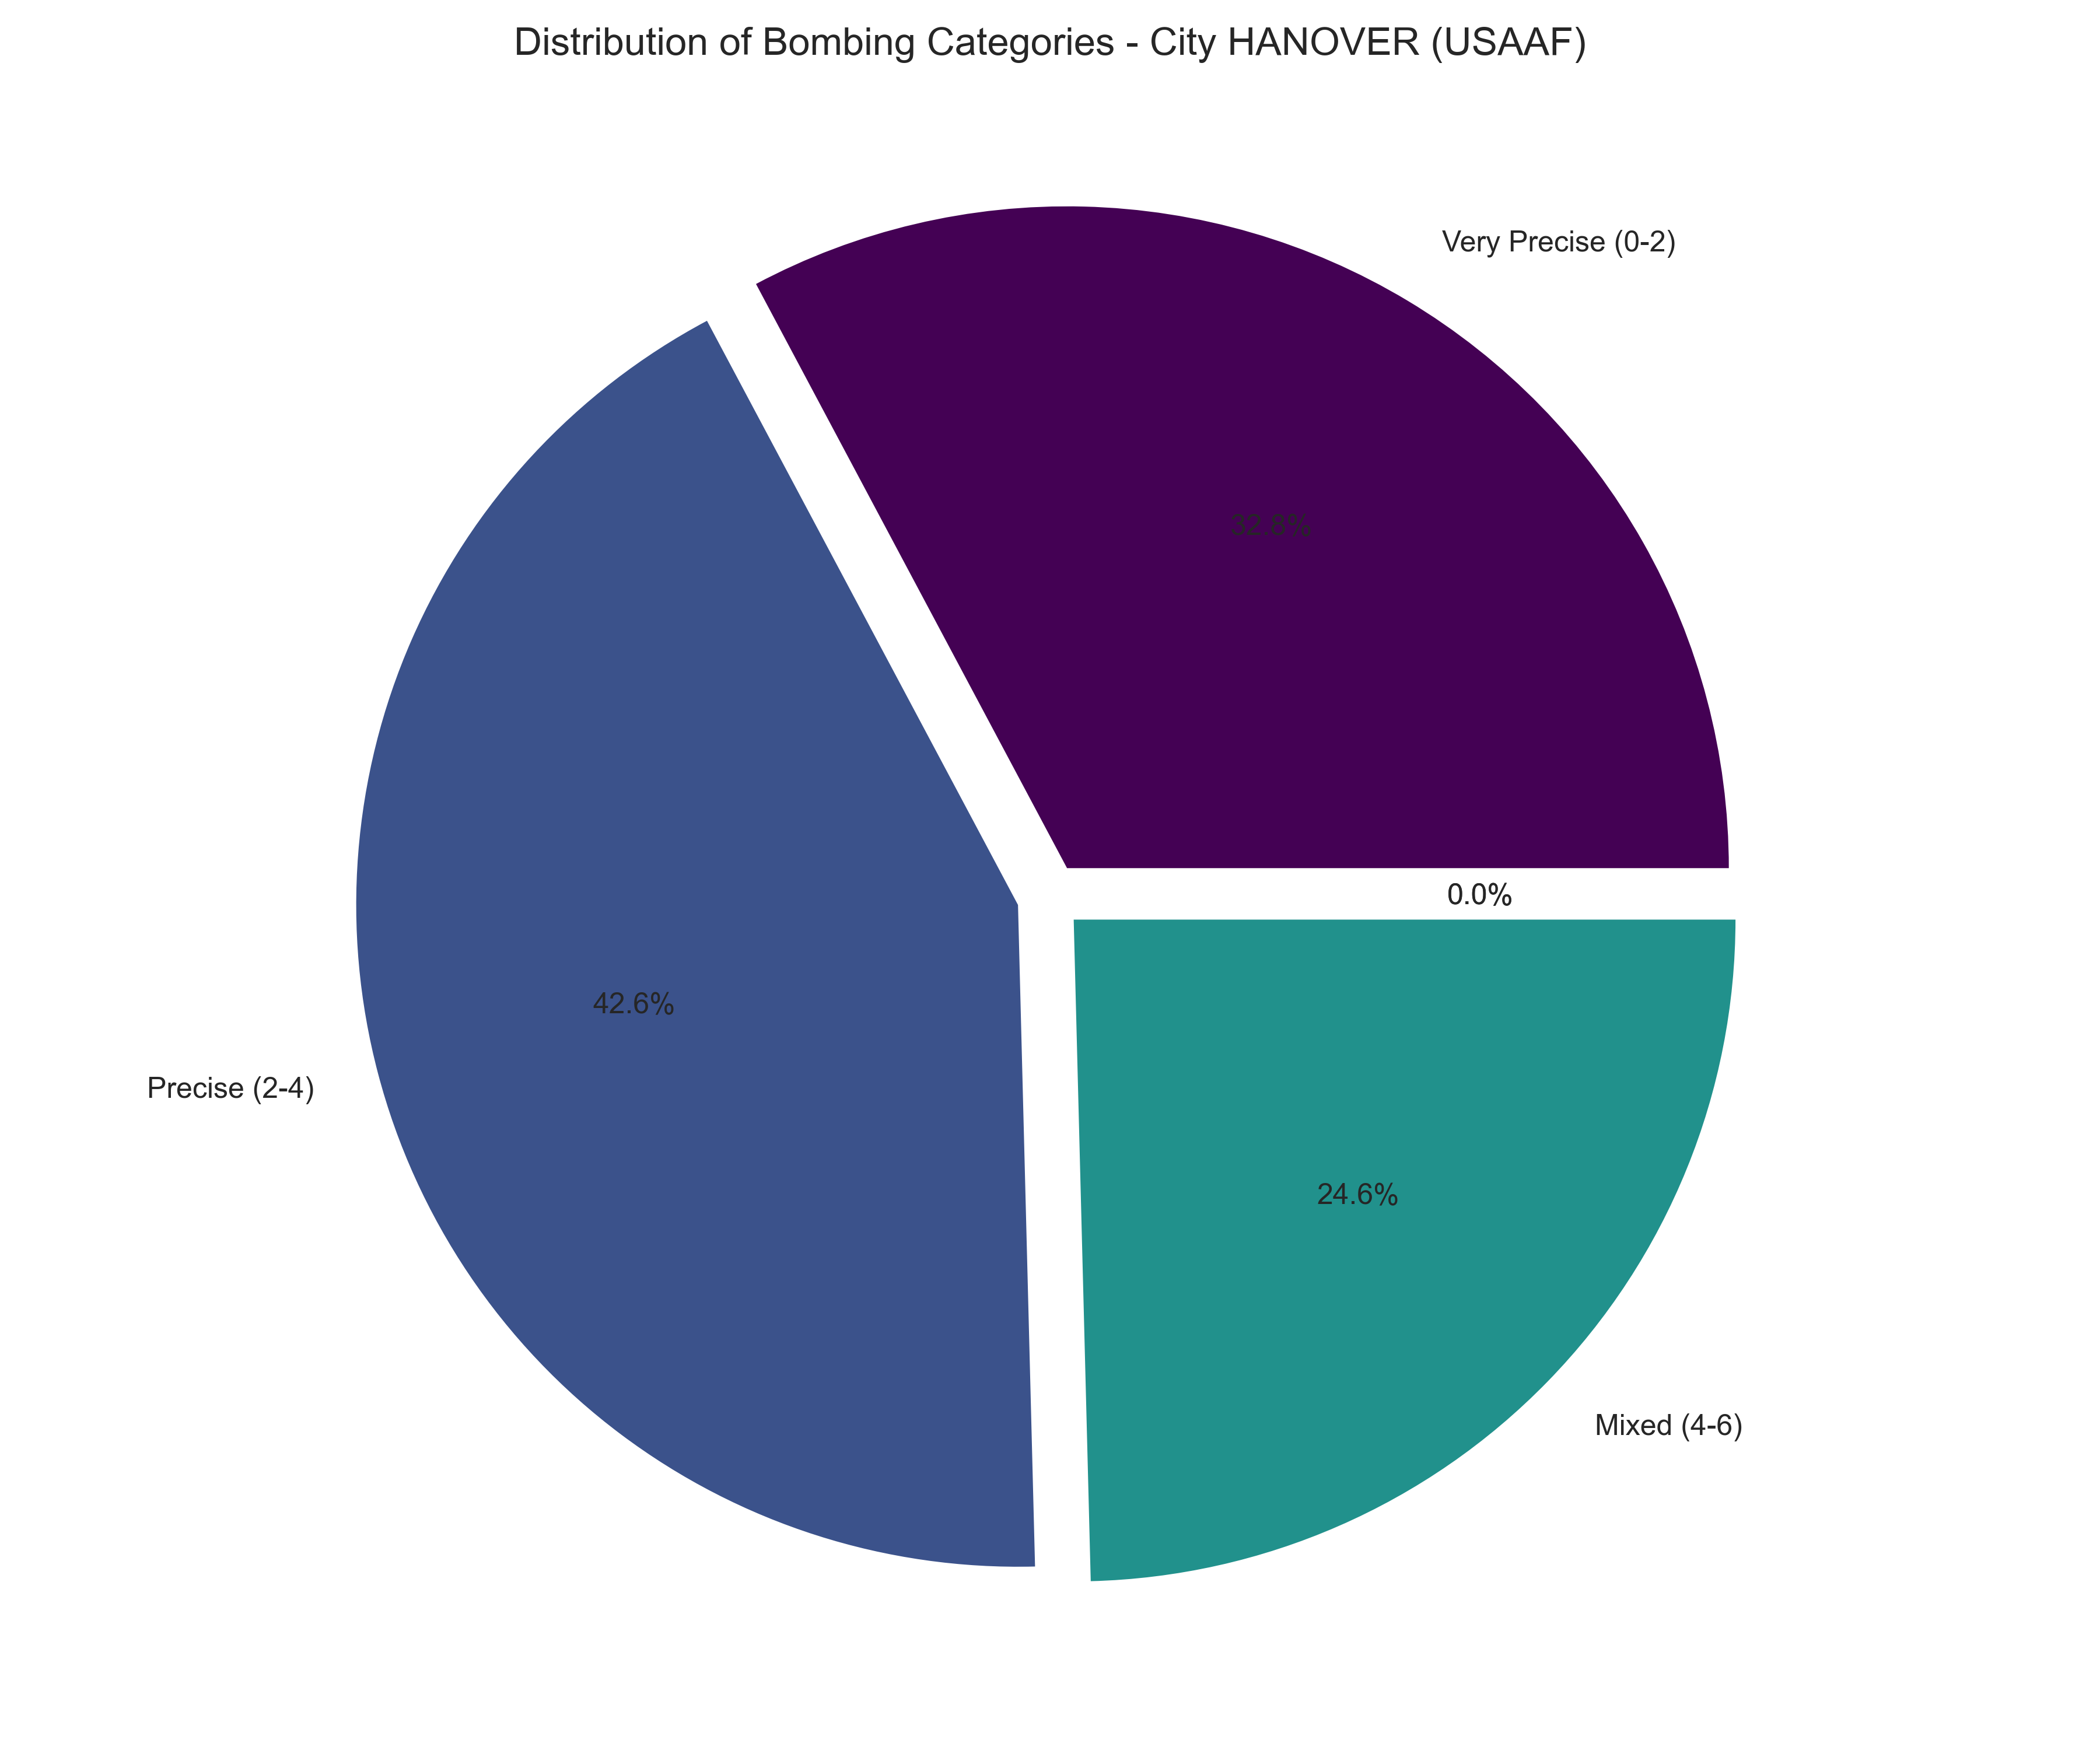 Distribution of Bombing Categories - City HANOVER (USAAF)
Very Precise (0-2)
32.8%
0.0%
42.6%
Precise (2-4)
24.6%
Mixed (4-6)